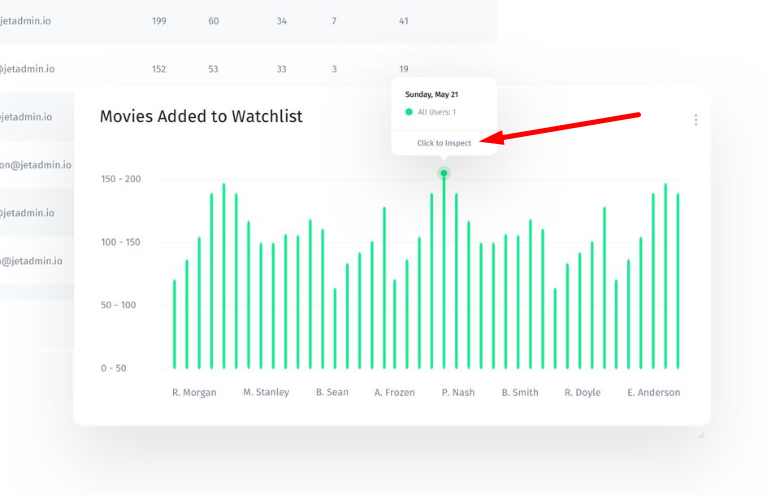 jetadmin.io 199 60 34 7 41
@jetadmin.io 152 53 33 3 19
jetadmin.io
on@jetadmin.io
@jetadmin.io
@jetadmin.io
Movies Added to Watchlist
Sunday, May 21
All Users: 1
Click to Inspect
150 - 200
100 - 150
50 - 100
0 - 50
R. Morgan M. Stanley B. Sean A. Frozen P. Nash B. Smith R. Doyle E. Anderson